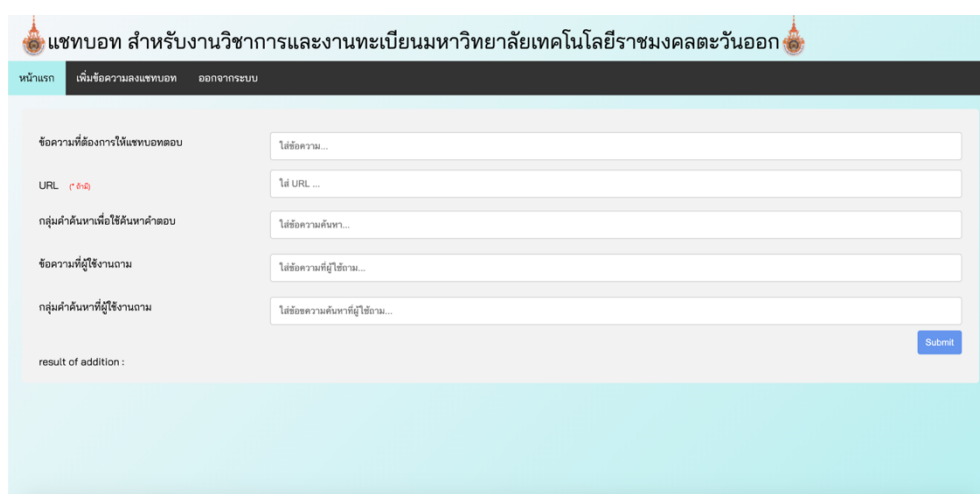 แชทบอท สำหรับงานวิชาการและงานทะเบียนมหาวิทยาลัยเทคโนโลยีราชมงคลตะวันออก
หน้าแรก เพิ่มข้อความลงแชทบอท ออกจากระบบ
ข้อความที่ต้องการให้แชทบอทตอบ ใส่ข้อความ...
URL (* ถ้ามี) ใส่ URL ...
กลุ่มคำค้นหาเพื่อใช้ค้นหาคำตอบ ใส่ข้อความค้นหา...
ข้อความที่ผู้ใช้งานถาม ใส่ข้อความที่ผู้ใช้ถาม...
กลุ่มคำค้นหาที่ผู้ใช้งานถาม ใส่ข้อขความค้นหาที่ผู้ใช้ถาม...
Submit
result of addition :